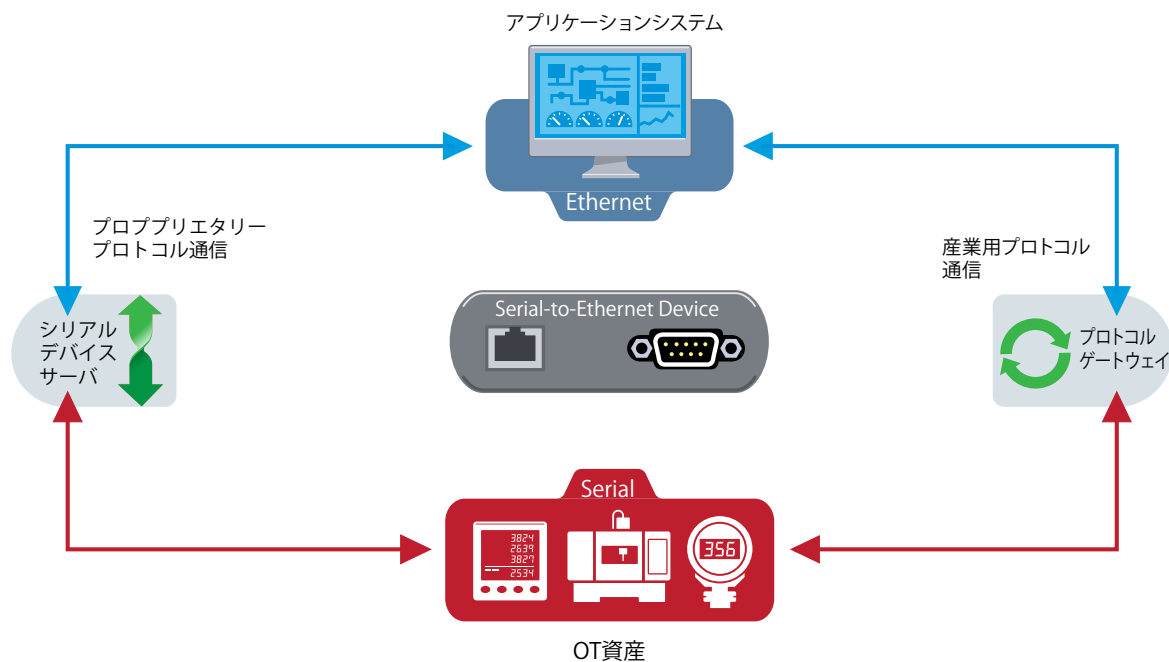 アプリケーションシステム
Ethernet
プロププリエタリー
プロトコル通信
産業用プロトコル
通信
シリアル
デバイス
サーバ
Serial-to-Ethernet Device
プロトコル
ゲートウェイ
Serial
3824
2639
3827
2534
356
OT資産